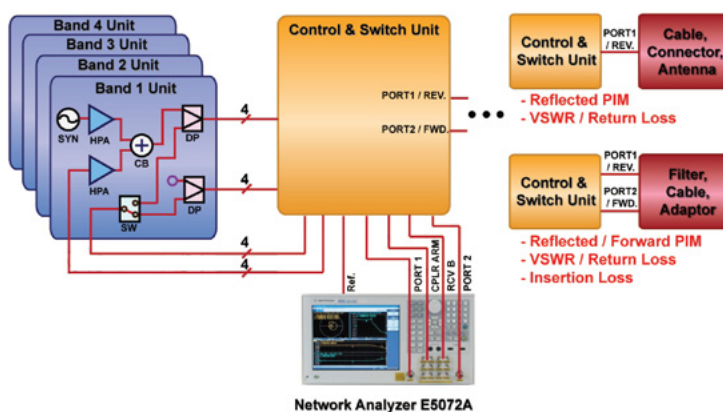 Band 4 Unit
Band 3 Unit
Band 2 Unit
Band 1 Unit
SYN
HPA
HPA
CB
DP
DP
SW
4
4
4
4
Control & Switch Unit
PORT1 / REV.
PORT2 / FWD.
Ref.
PORT 1
CPLR ARM
RCV B
PORT 2
Network Analyzer E5072A
Control &
Switch Unit
PORT1
/ REV.
Cable,
Connector,
Antenna
- Reflected PIM
- VSWR / Return Loss
Control &
Switch Unit
PORT1
/ REV.
PORT2
/ FWD.
Filter,
Cable,
Adaptor
- Reflected / Forward PIM
- VSWR / Return Loss
- Insertion Loss